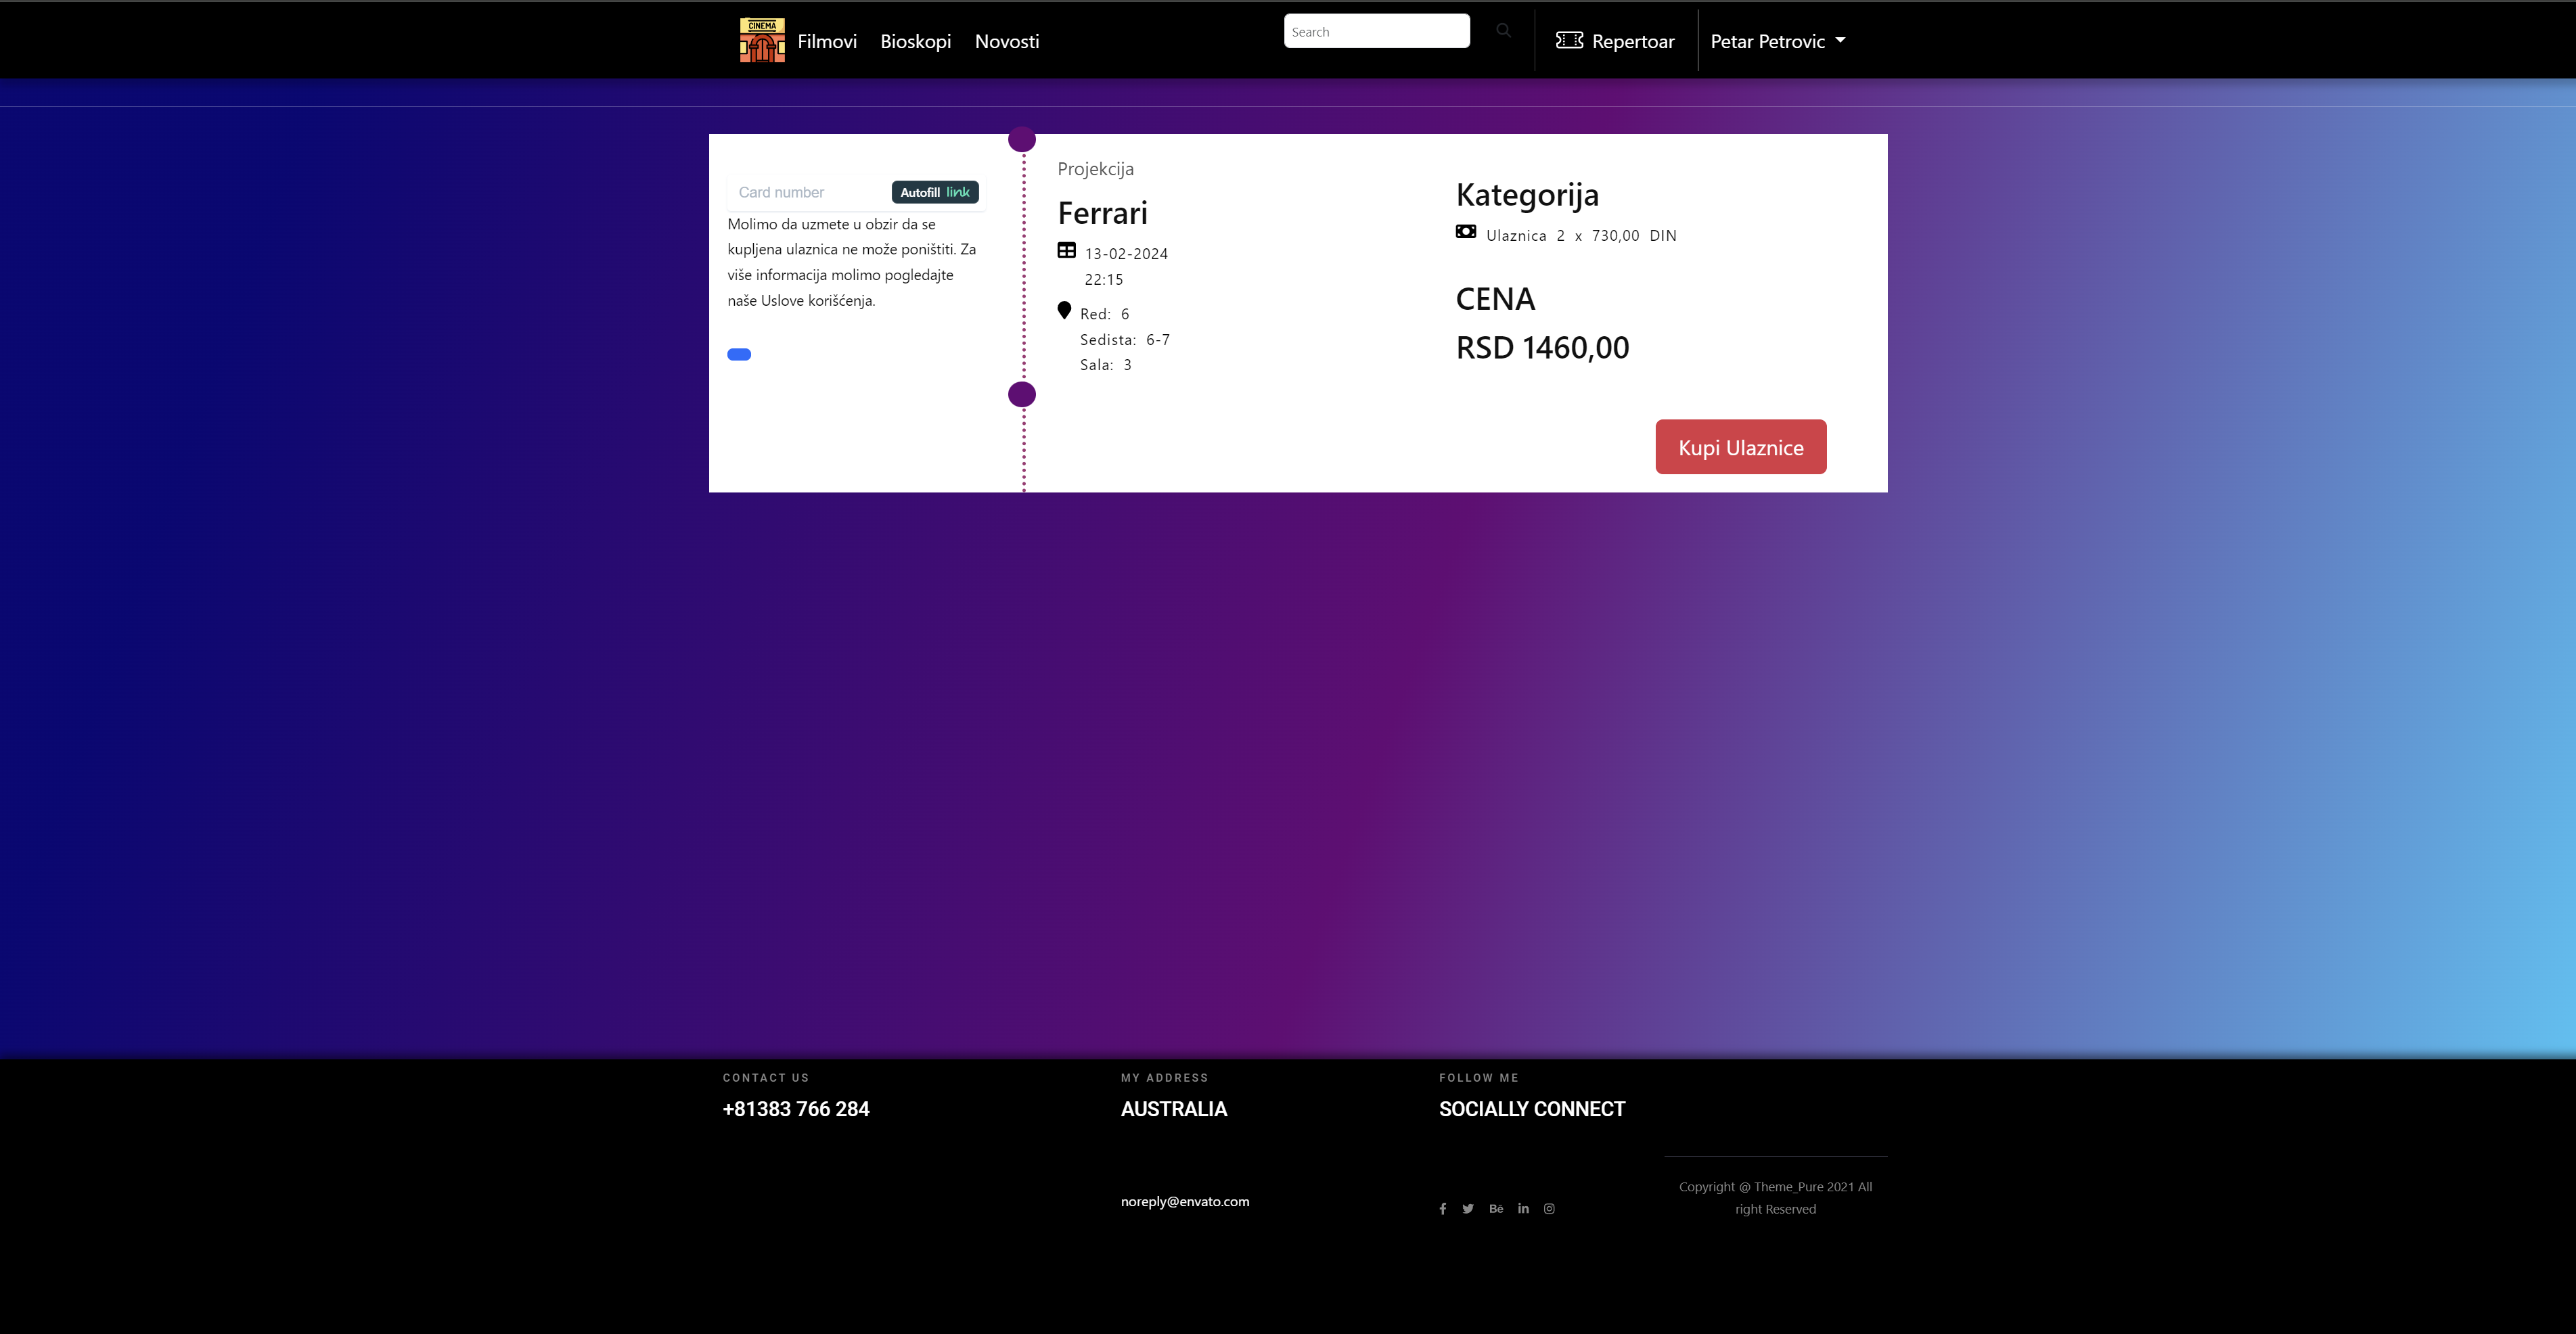 CINEMA
Filmovi
Bioskopi
Novosti
Search
Repertoar
Petar Petrovic
Card number
Autofill link
Molimo da uzmete u obzir da se
kupljena ulaznica ne može poništiti. Za
više informacija molimo pogledajte
naše Uslove korišćenja.
Projekcija
Ferrari
13-02-2024
22:15
Red: 6
Sedista: 6-7
Sala: 3
Kategorija
Ulaznica 2 x 730,00 DIN
CENA
RSD 1460,00
Kupi Ulaznice
CONTACT US
+81383 766 284
MY ADDRESS
AUSTRALIA
noreply@envato.com
FOLLOW ME
SOCIALLY CONNECT
Copyright @ Theme_Pure 2021 All
right Reserved